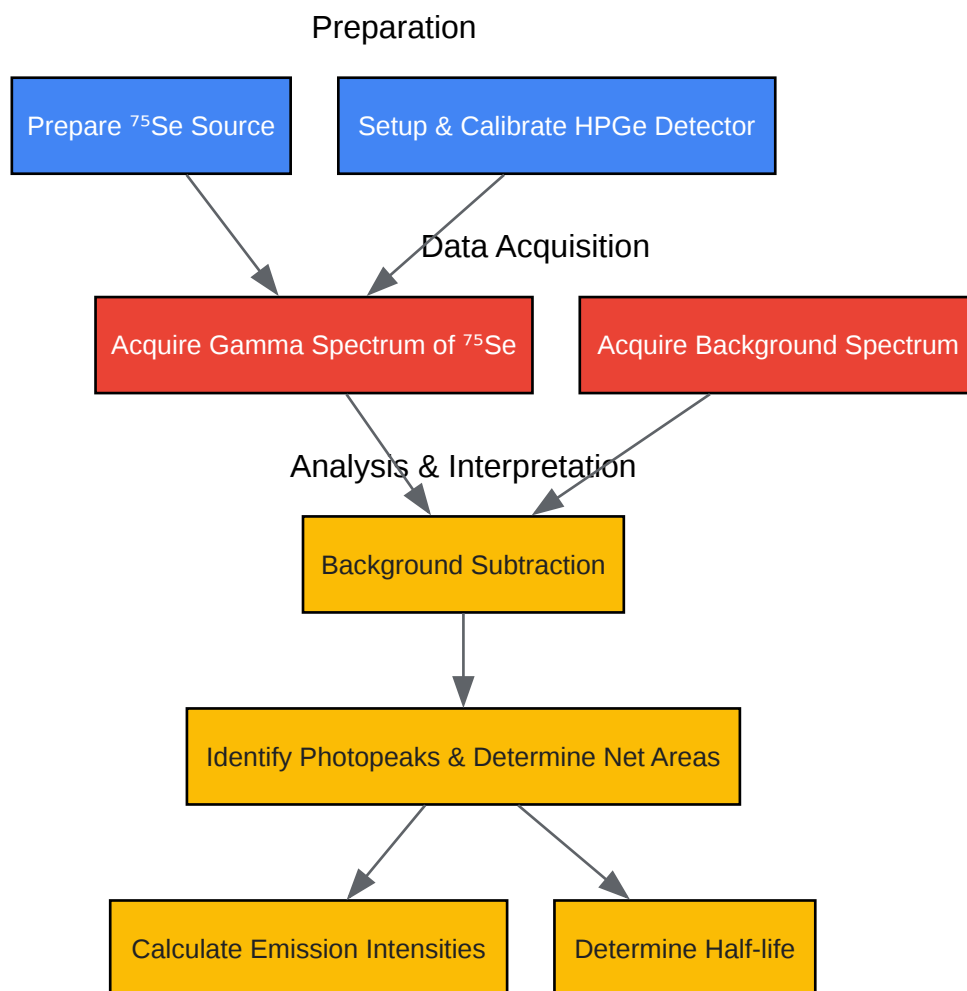 Preparation
Prepare ⁷⁵Se Source
Setup & Calibrate HPGe Detector
Data Acquisition
Acquire Gamma Spectrum of ⁷⁵Se
Acquire Background Spectrum
Analysis & Interpretation
Background Subtraction
Identify Photopeaks & Determine Net Areas
Calculate Emission Intensities
Determine Half-life